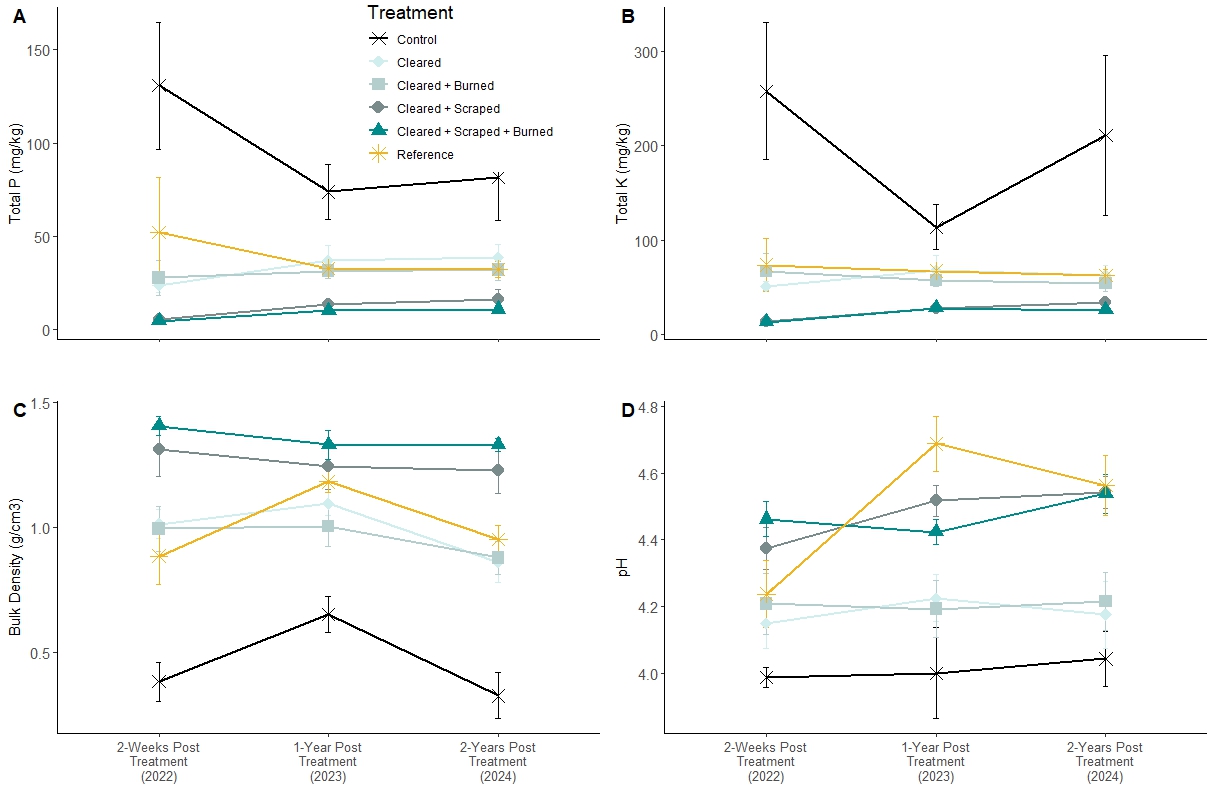 A
Total P (mg/kg)
150
100
50
0
Treatment
Control
Cleared
Cleared + Burned
Cleared + Scraped
Cleared + Scraped + Burned
Reference
B
Total K (mg/kg)
300
200
100
0
C
Bulk Density (g/cm3)
1.5
1.0
0.5
2-Weeks Post
Treatment
(2022)
1-Year Post
Treatment
(2023)
2-Years Post
Treatment
(2024)
D
pH
4.8
4.6
4.4
4.2
4.0
2-Weeks Post
Treatment
(2022)
1-Year Post
Treatment
(2023)
2-Years Post
Treatment
(2024)